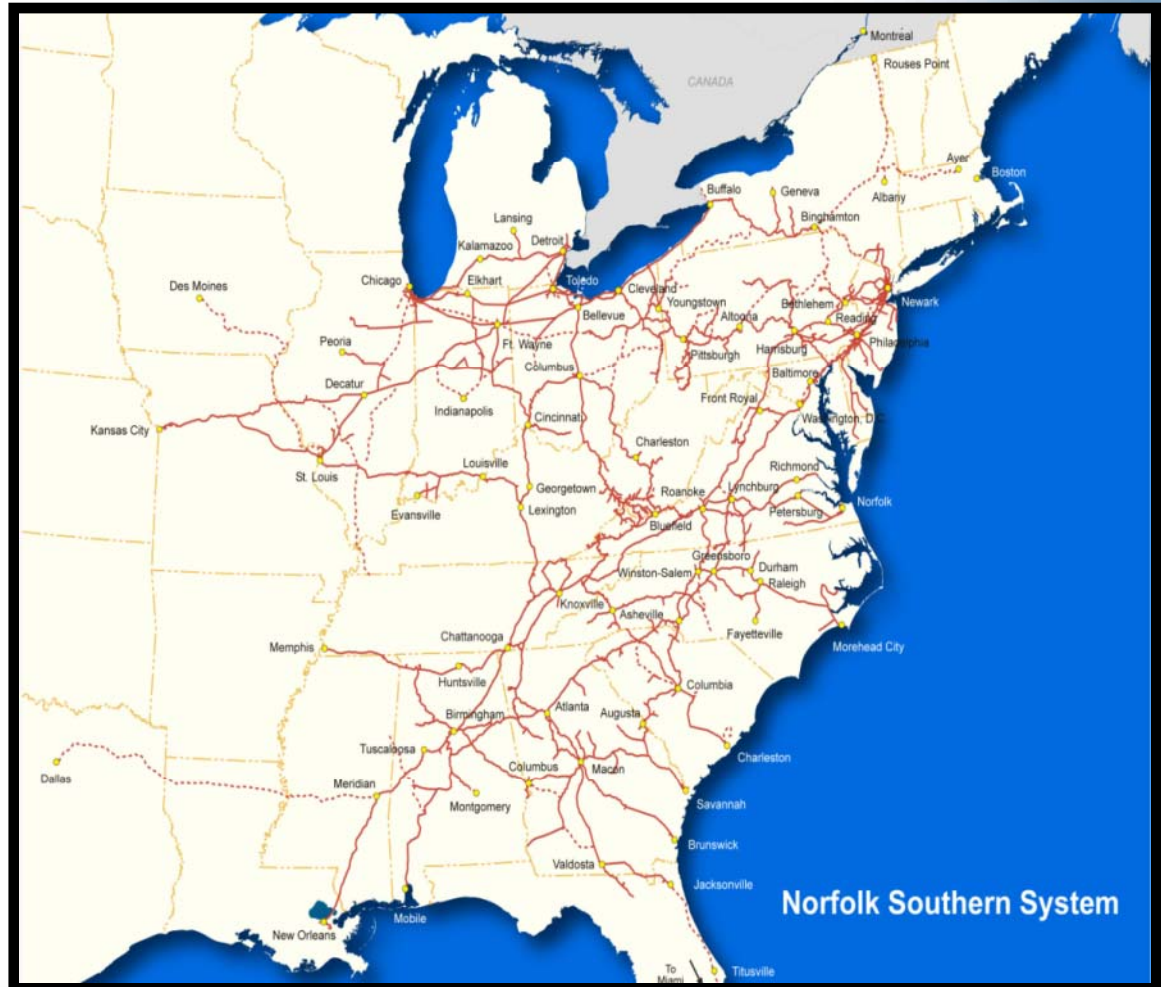 Montreal
Rouses Point
CANADA
Ayer
Boston
Buffalo
Geneva
Albany
Lansing
Binghamton
Kalamazoo
Detroit
Chicago
Elkhart
Toledo
Cleveland
Des Moines
Youngstown
Bethlehem
Newark
Bellevue
Altoona
Reading
Peoria
Ft. Wayne
Pittsburgh
Harrisburg
Philadelphia
Columbus
Baltimore
Decatur
Indianapolis
Front Royal
Cincinnati
Washington, D.C.
Kansas City
Charleston
St. Louis
Louisville
Richmond
Georgetown
Roanoke
Lynchburg
Evansville
Lexington
Norfolk
Petersburg
Bluefield
Greensboro
Durham
Winston-Salem
Raleigh
Knoxville
Asheville
Fayetteville
Chattanooga
Memphis
Morehead City
Huntsville
Columbia
Birmingham
Atlanta
Augusta
Tuscaloosa
Charleston
Dallas
Columbus
Macon
Meridian
Montgomery
Savannah
Brunswick
Valdosta
Jacksonville
Norfolk Southern System
Mobile
New Orleans
To
Miami
Titusville